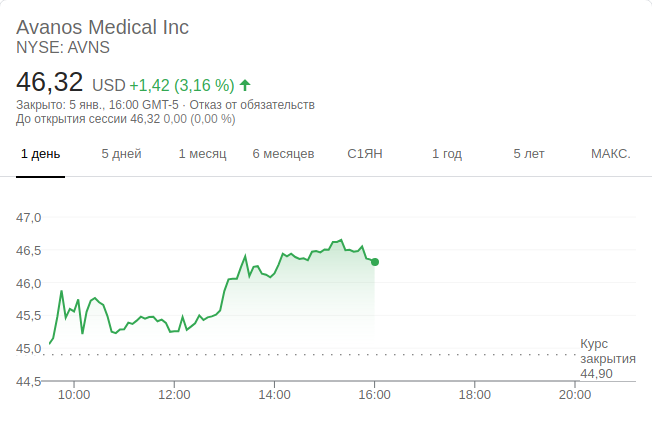 Avanos Medical Inc
NYSE: AVNS
46,32 USD +1,42 (3,16 %)
Закрыто: 5 янв., 16:00 GMT-5 · Отказ от обязательств
До открытия сессии 46,32 0,00 (0,00 %)
1 день 5 дней 1 месяц 6 месяцев С1ЯН 1 год 5 лет МАКС.
47,0
46,5
46,0
45,5
45,0
44,5
Курс
закрытия
44,90
10:00 12:00 14:00 16:00 18:00 20:00